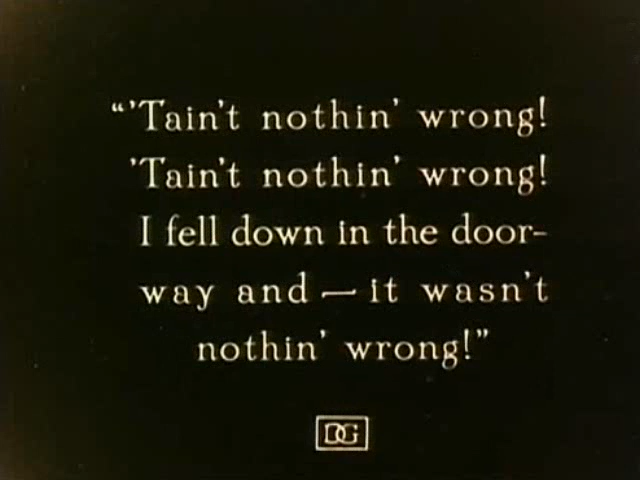 “’Tain’t nothin’ wrong!
’Tain’t nothin’ wrong!
I fell down in the door-
way and — it wasn’t
nothin’ wrong!”
DG